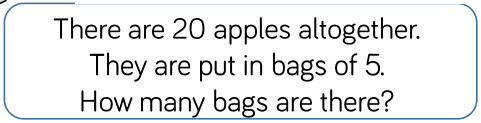 There are 20 apples altogether.
They are put in bags of 5.
How many bags are there?